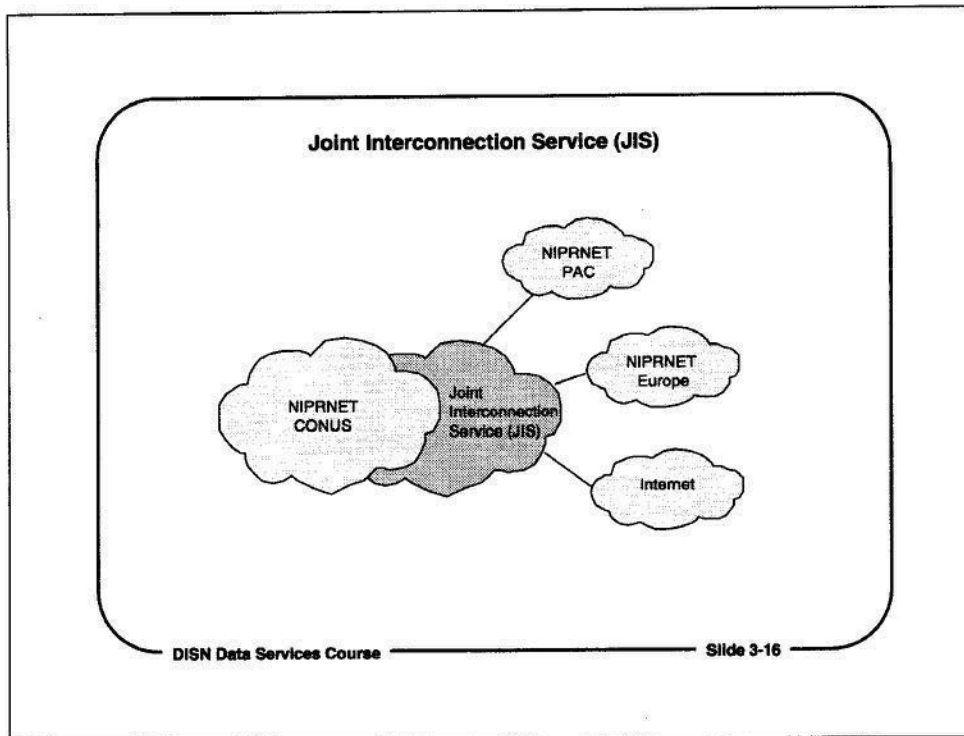 Joint Interconnection Service (JIS)
NIPRNET
PAC
NIPRNET
Europe
NIPRNET
CONUS
Joint
Interconnection
Service (JIS)
Internet
DISN Data Services Course
Slide 3-16